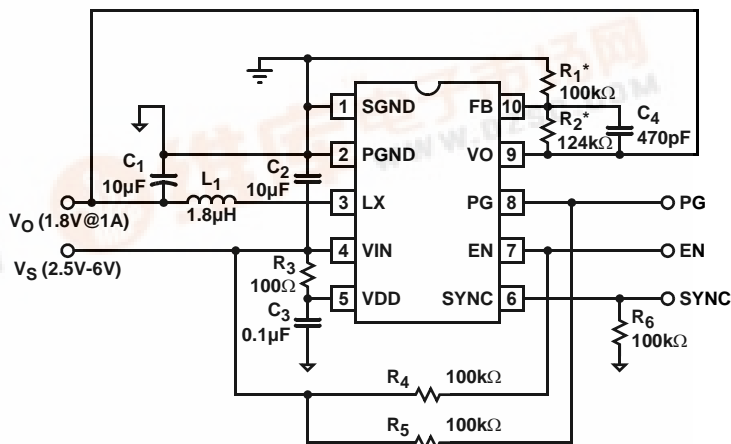 R1*
100kΩ
1 SGND
FB 10
R2*
124kΩ
C4
470pF
C1
10µF
2 PGND
C2
10µF
VO 9
L1
1.8µH
3 LX
PG 8
PG
VO (1.8V@1A)
4 VIN
EN 7
EN
VS (2.5V-6V)
R3
100Ω
5 VDD
SYNC 6
SYNC
C3
0.1µF
R6
100kΩ
R4 100kΩ
R5 100kΩ